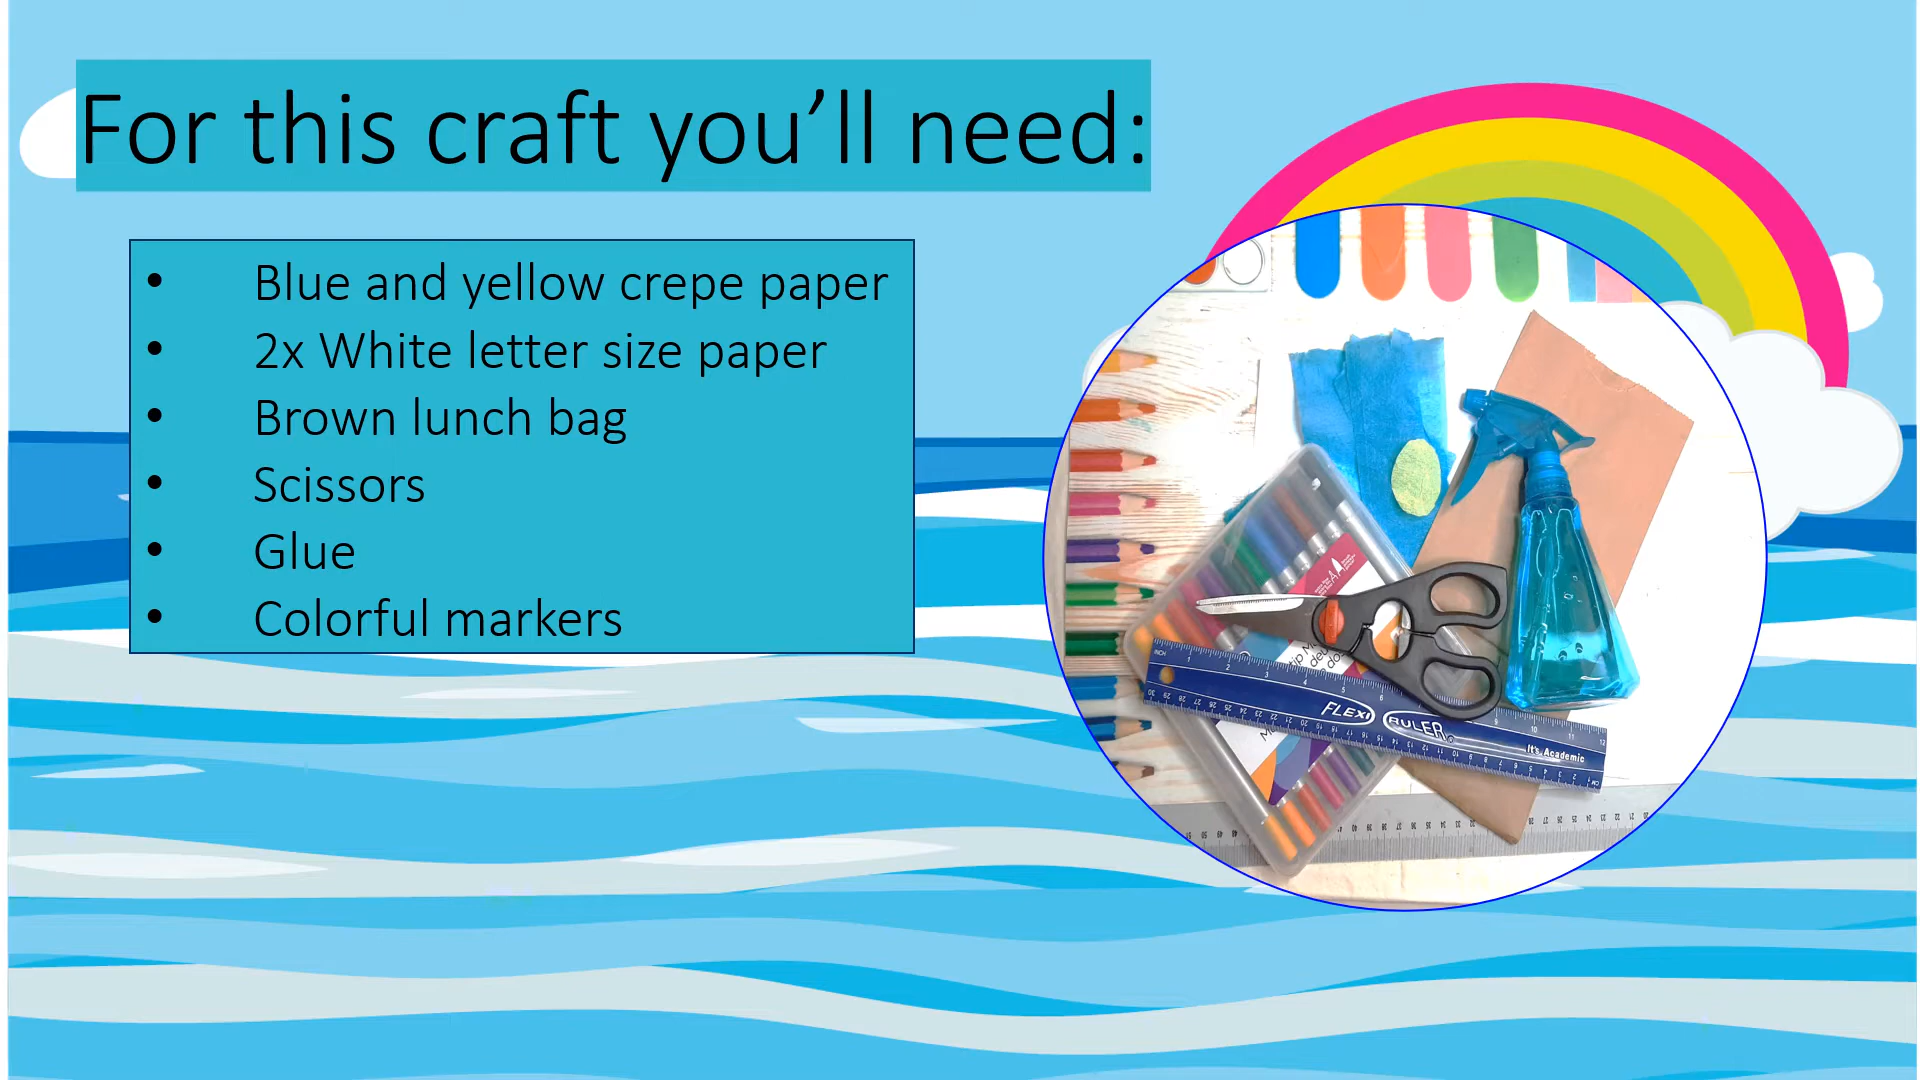 For this craft you’ll need:
• Blue and yellow crepe paper
• 2x White letter size paper
• Brown lunch bag
• Scissors
• Glue
• Colorful markers
FLEXI RULER
It's Academic